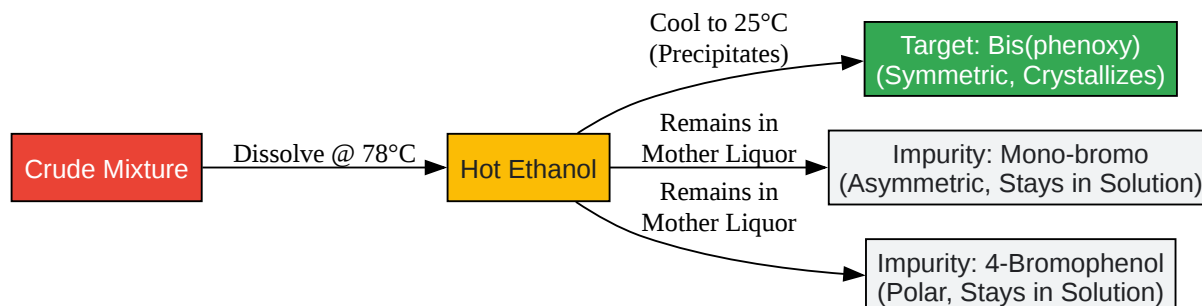 Crude Mixture
Dissolve @ 78°C
Hot Ethanol
Cool to 25°C
(Precipitates)
Target: Bis(phenoxy)
(Symmetric, Crystallizes)
Remains in
Mother Liquor
Impurity: Mono-bromo
(Asymmetric, Stays in Solution)
Remains in
Mother Liquor
Impurity: 4-Bromophenol
(Polar, Stays in Solution)